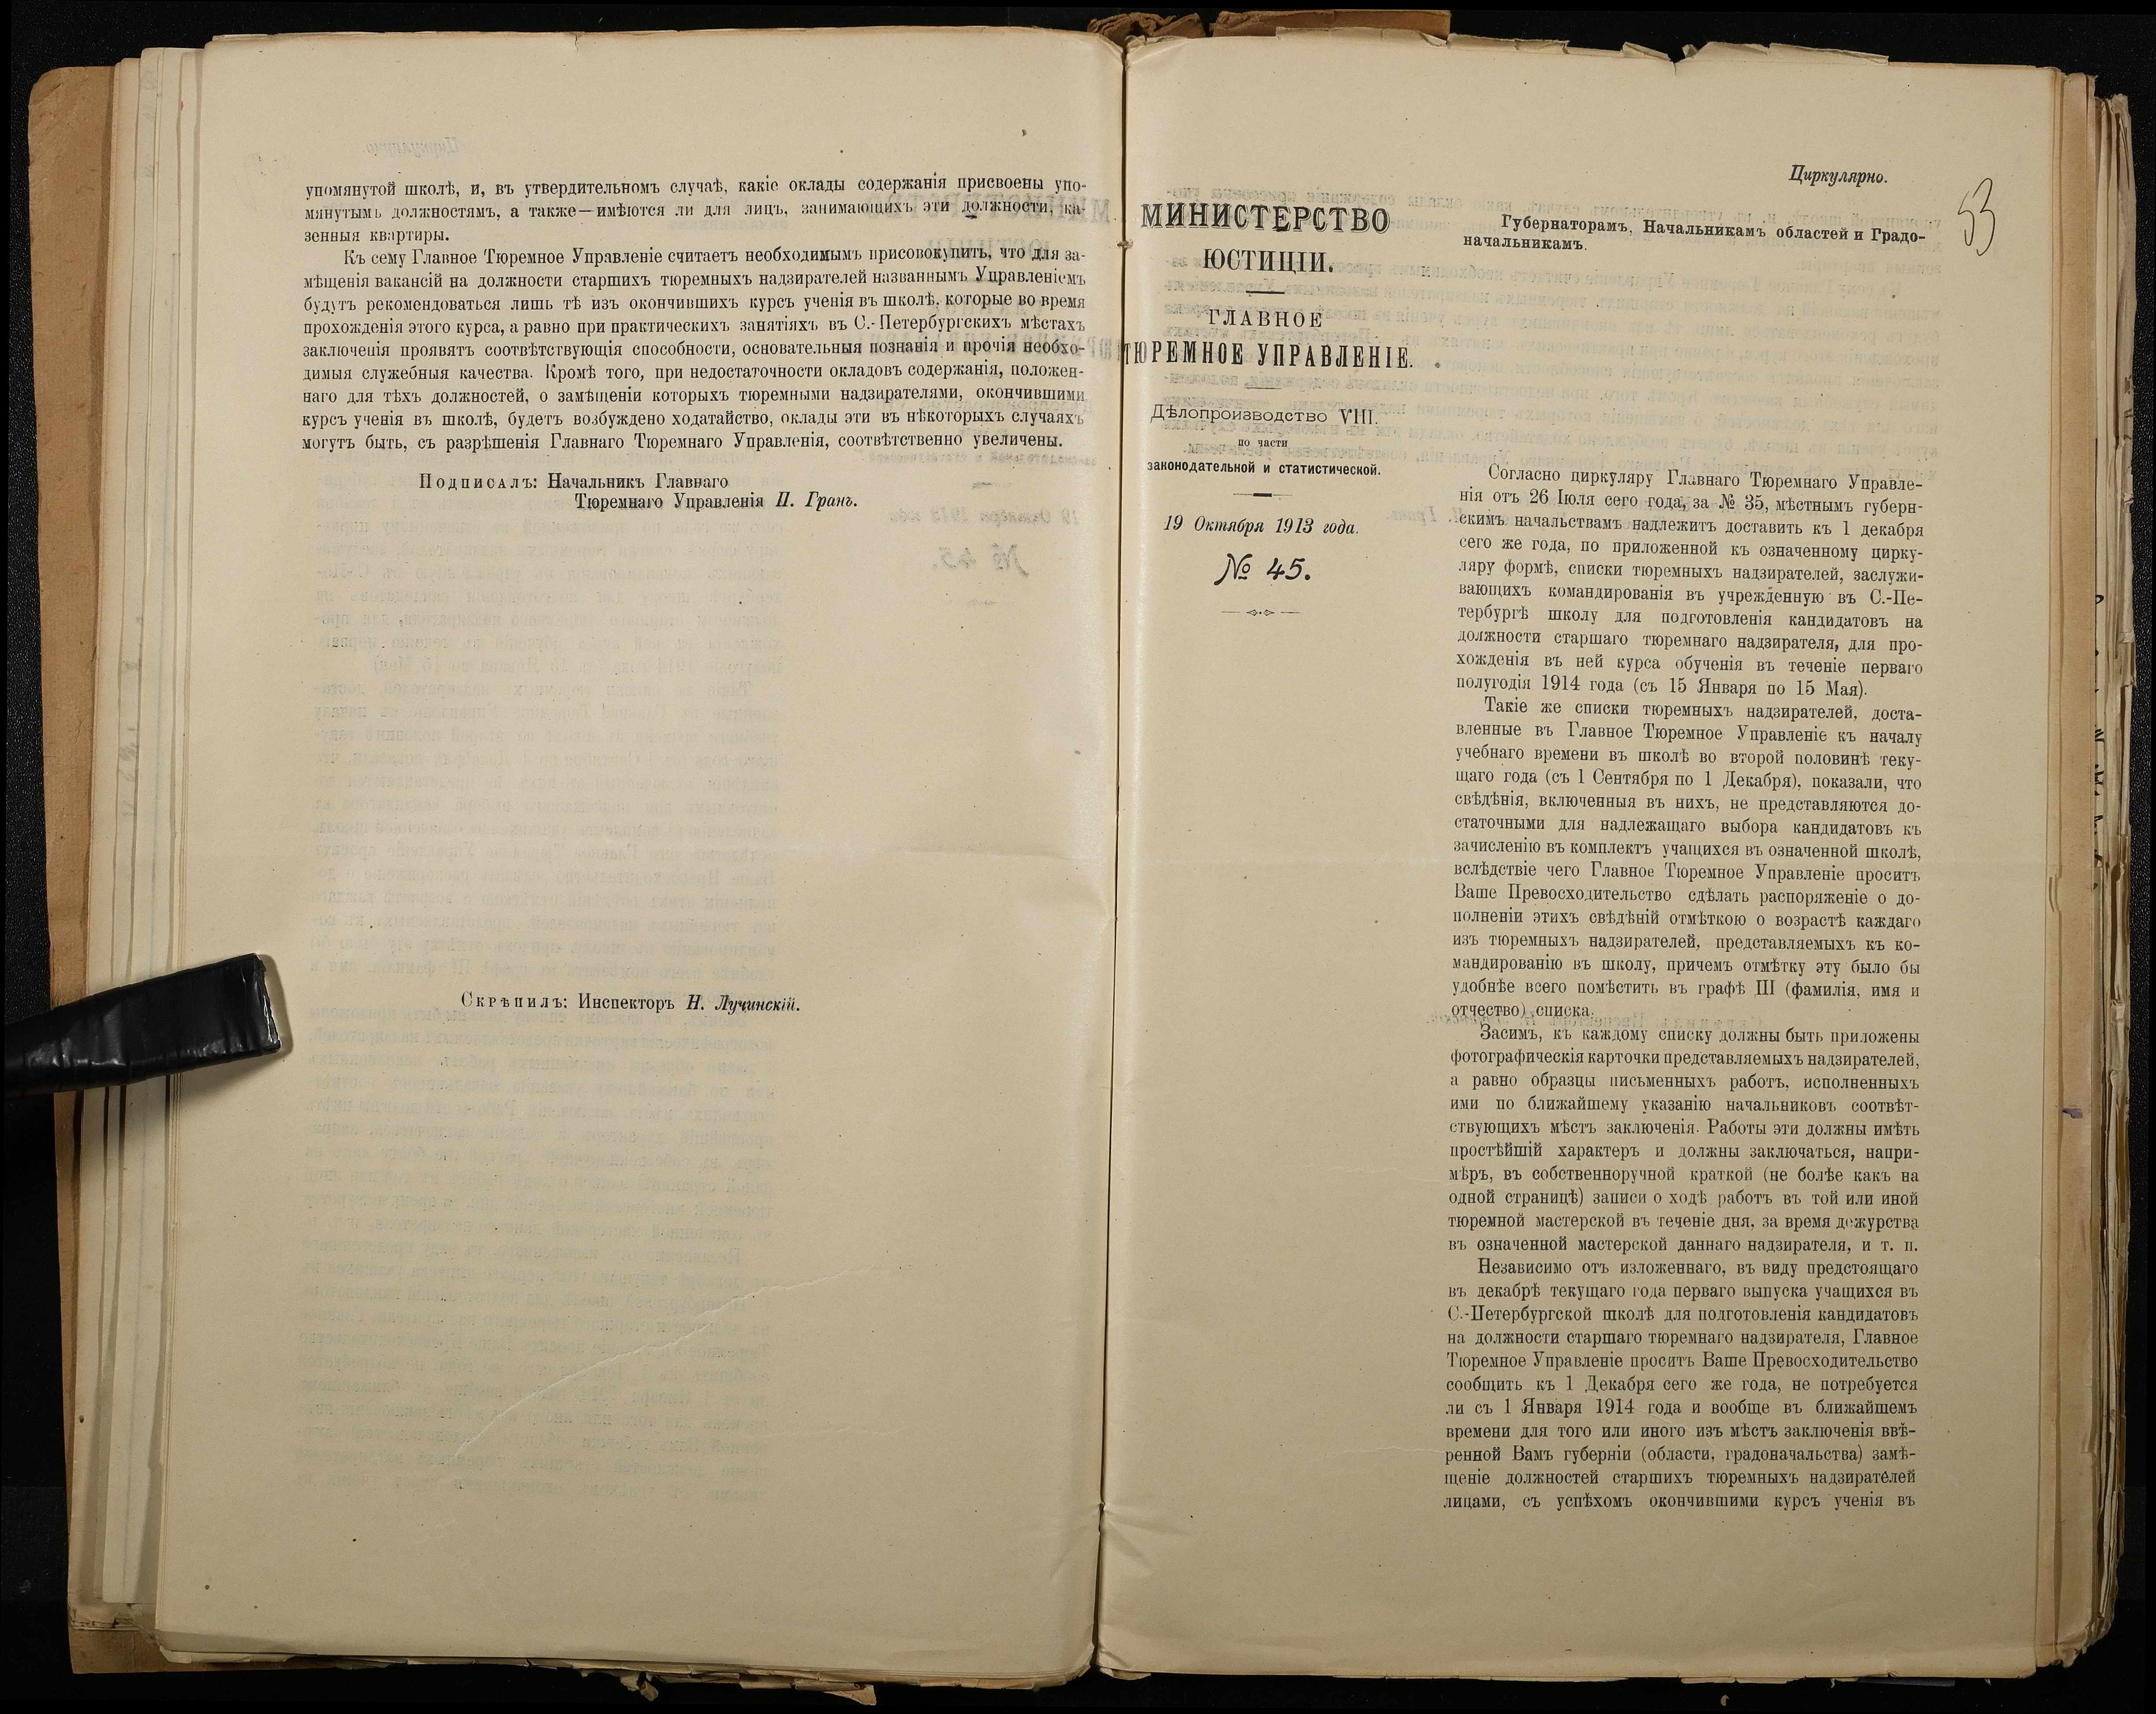 упомянутой школѣ, и, въ утвердительномъ случаѣ, какіе оклады содержанія присвоены упо-
мянутымъ должностямъ, а также—имѣются ли для лицъ, занимающихъ эти должности, ка-
зенныя квартиры.
Къ сему Главное Тюремное Управленіе считаетъ необходимымъ присовокупить, что для за-
мѣщенія вакансій на должности старшихъ тюремныхъ надзирателей названнымъ Управленіемъ
будутъ рекомендоваться лишь тѣ изъ окончившихъ курсъ ученія въ школѣ, которые во время
прохожденія этого курса, а равно при практическихъ занятіяхъ въ С.-Петербургскихъ мѣстахъ
заключенія проявятъ соотвѣтствующія способности, основательныя познанія и прочія необхо-
димыя служебныя качества. Кромѣ того, при недостаточности окладовъ содержанія, положен-
наго для тѣхъ должностей, о замѣщеніи которыхъ тюремными надзирателями, окончившими
курсъ ученія въ школѣ, будетъ возбуждено ходатайство, оклады эти въ нѣкоторыхъ случаяхъ
могутъ быть, съ разрѣшенія Главнаго Тюремнаго Управленія, соотвѣтственно увеличены.
Подписалъ: Начальникъ Главнаго
Тюремнаго Управленія П. Гранъ.
Скрѣпилъ: Инспекторъ Н. Лучинскій.
Циркулярно.
53
МИНИСТЕРСТВО
ЮСТИЦІИ.
ГЛАВНОЕ
ТЮРЕМНОЕ УПРАВЛЕНІЕ.
Дѣлопроизводство VIII.
по части
законодательной и статистической.
19 Октября 1913 года.
№ 45.
Губернаторамъ, Начальникамъ областей и Градо-
начальникамъ.
Согласно циркуляру Главнаго Тюремнаго Управле-
нія отъ 26 Іюля сего года, за № 35, мѣстнымъ губерн-
скимъ начальствамъ надлежитъ доставить къ 1 декабря
сего же года, по приложенной къ означенному цирку-
ляру формѣ, списки тюремныхъ надзирателей, заслужи-
вающихъ командированія въ учрежденную въ С.-Пе-
тербургѣ школу для подготовленія кандидатовъ на
должности старшаго тюремнаго надзирателя, для про-
хожденія въ ней курса обученія въ теченіе перваго
полугодія 1914 года (съ 15 Января по 15 Мая).
Такіе же списки тюремныхъ надзирателей, доста-
вленные въ Главное Тюремное Управленіе къ началу
учебнаго времени въ школѣ во второй половинѣ теку-
щаго года (съ 1 Сентября по 1 Декабря), показали, что
свѣдѣнія, включенныя въ нихъ, не представляются до-
статочными для надлежащаго выбора кандидатовъ къ
зачисленію въ комплектъ учащихся въ означенной школѣ,
вслѣдствіе чего Главное Тюремное Управленіе проситъ
Ваше Превосходительство сдѣлать распоряженіе о до-
полненіи этихъ свѣдѣній отмѣткою о возрастѣ каждаго
изъ тюремныхъ надзирателей, представляемыхъ къ ко-
мандированію въ школу, причемъ отмѣтку эту было бы
удобнѣе всего помѣстить въ графѣ III (фамилія, имя и
отчество) списка.
Засимъ, къ каждому списку должны быть приложены
фотографическія карточки представляемыхъ надзирателей,
а равно образцы письменныхъ работъ, исполненныхъ
ими по ближайшему указанію начальниковъ соотвѣт-
ствующихъ мѣстъ заключенія. Работы эти должны имѣть
простѣйшій характеръ и должны заключаться, напри-
мѣръ, въ собственноручной краткой (не болѣе какъ на
одной страницѣ) записи о ходѣ работъ въ той или иной
тюремной мастерской въ теченіе дня, за время дежурства
въ означенной мастерской даннаго надзирателя, и т. п.
Независимо отъ изложеннаго, въ виду предстоящаго
въ декабрѣ текущаго года перваго выпуска учащихся въ
С.-Петербургской школѣ для подготовленія кандидатовъ
на должности старшаго тюремнаго надзирателя, Главное
Тюремное Управленіе проситъ Ваше Превосходительство
сообщить къ 1 Декабря сего же года, не потребуется
ли съ 1 Января 1914 года и вообще въ ближайшемъ
времени для того или иного изъ мѣстъ заключенія ввѣ-
ренной Вамъ губерніи (области, градоначальства) замѣ-
щеніе должностей старшихъ тюремныхъ надзирателей
лицами, съ успѣхомъ окончившими курсъ ученія въ